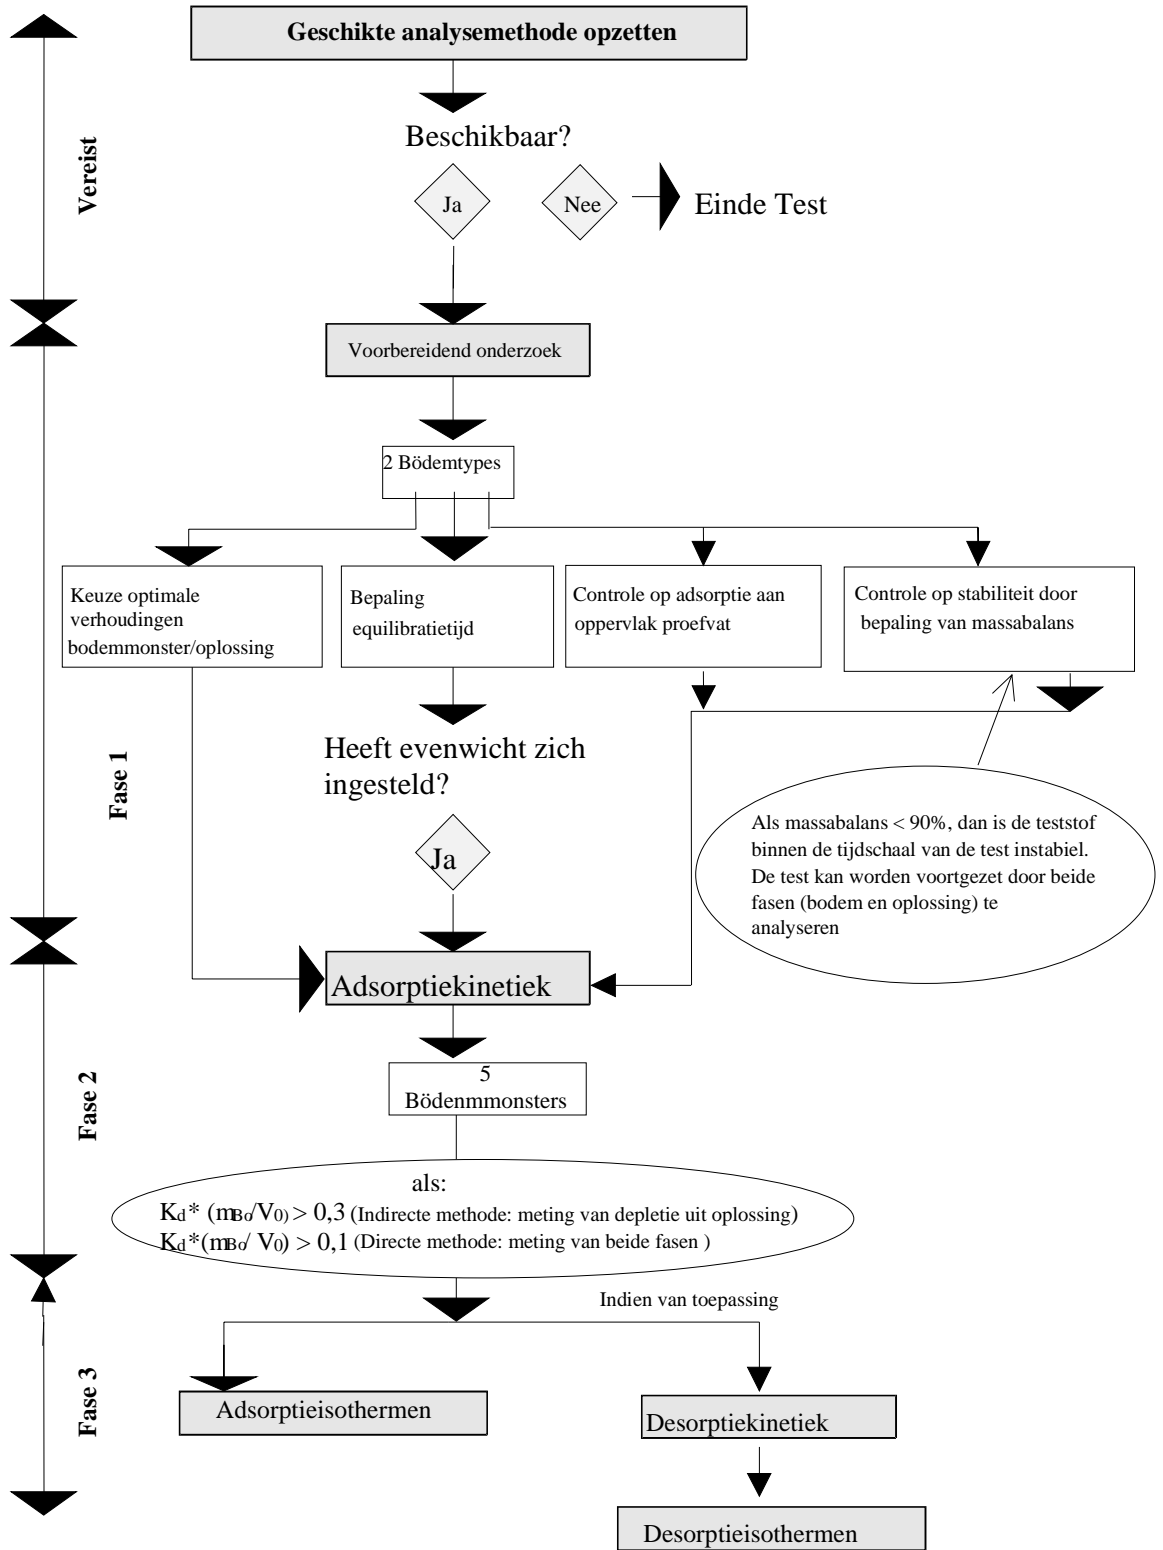 Geschikte analysemethode opzetten
Beschikbaar?
Vereist
Ja
Nee
Einde Test
Voorbereidend onderzoek
2 Bödemtypes
Keuze optimale
verhoudingen
bodemmonster/oplossing
Bepaling
equilibratietijd
Controle op adsorptie aan
oppervlak proefvat
Controle op stabiliteit door
bepaling van massabalans
Fase 1
Heeft evenwicht zich
ingesteld?
Ja
Als massabalans < 90%, dan is de teststof
binnen de tijdschaal van de test instabiel.
De test kan worden voortgezet door beide
fasen (bodem en oplossing) te
analyseren
Adsorptiekinetiek
Fase 2
5
Bödenmmonsters
als:
Kd* (mBo/V0) > 0,3 (Indirecte methode: meting van depletie uit oplossing)
Kd*(mBo/ V0) > 0,1 (Directe methode: meting van beide fasen )
Indien van toepassing
Fase 3
Adsorptieisothermen
Desorptiekinetiek
Desorptieisothermen